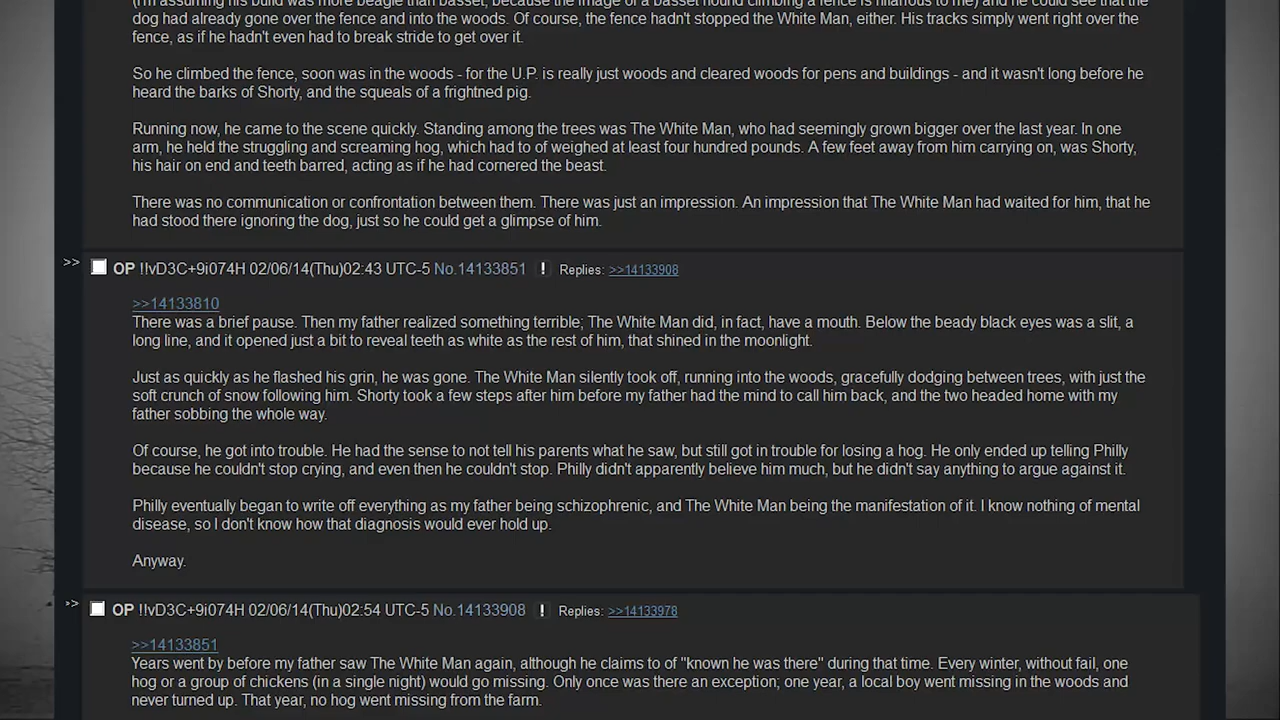 (I'm assuming his build was more beagle than basset, because the image of a basset hound climbing a fence is hilarious to me) and he could see that the
dog had already gone over the fence and into the woods. Of course, the fence hadn't stopped the White Man, either. His tracks simply went right over the
fence, as if he hadn't even had to break stride to get over it.
So he climbed the fence, soon was in the woods - for the U.P. is really just woods and cleared woods for pens and buildings - and it wasn't long before he
heard the barks of Shorty, and the squeals of a frightned pig.
Running now, he came to the scene quickly. Standing among the trees was The White Man, who had seemingly grown bigger over the last year. In one
arm, he held the struggling and screaming hog, which had to of weighed at least four hundred pounds. A few feet away from him carrying on, was Shorty,
his hair on end and teeth barred, acting as if he had cornered the beast.
There was no communication or confrontation between them. There was just an impression. An impression that The White Man had waited for him, that he
had stood there ignoring the dog, just so he could get a glimpse of him.
>> OP !!vD3C+9i074H 02/06/14(Thu)02:43 UTC-5 No.14133851 ! Replies: >>14133908
>>14133810
There was a brief pause. Then my father realized something terrible; The White Man did, in fact, have a mouth. Below the beady black eyes was a slit, a
long line, and it opened just a bit to reveal teeth as white as the rest of him, that shined in the moonlight.
Just as quickly as he flashed his grin, he was gone. The White Man silently took off, running into the woods, gracefully dodging between trees, with just the
soft crunch of snow following him. Shorty took a few steps after him before my father had the mind to call him back, and the two headed home with my
father sobbing the whole way.
Of course, he got into trouble. He had the sense to not tell his parents what he saw, but still got in trouble for losing a hog. He only ended up telling Philly
because he couldn't stop crying, and even then he couldn't stop. Philly didn't apparently believe him much, but he didn't say anything to argue against it.
Philly eventually began to write off everything as my father being schizophrenic, and The White Man being the manifestation of it. I know nothing of mental
disease, so I don't know how that diagnosis would ever hold up.
Anyway.
>> OP !!vD3C+9i074H 02/06/14(Thu)02:54 UTC-5 No.14133908 ! Replies: >>14133978
>>14133851
Years went by before my father saw The White Man again, although he claims to of "known he was there" during that time. Every winter, without fail, one
hog or a group of chickens (in a single night) would go missing. Only once was there an exception; one year, a local boy went missing in the woods and
never turned up. That year, no hog went missing from the farm.